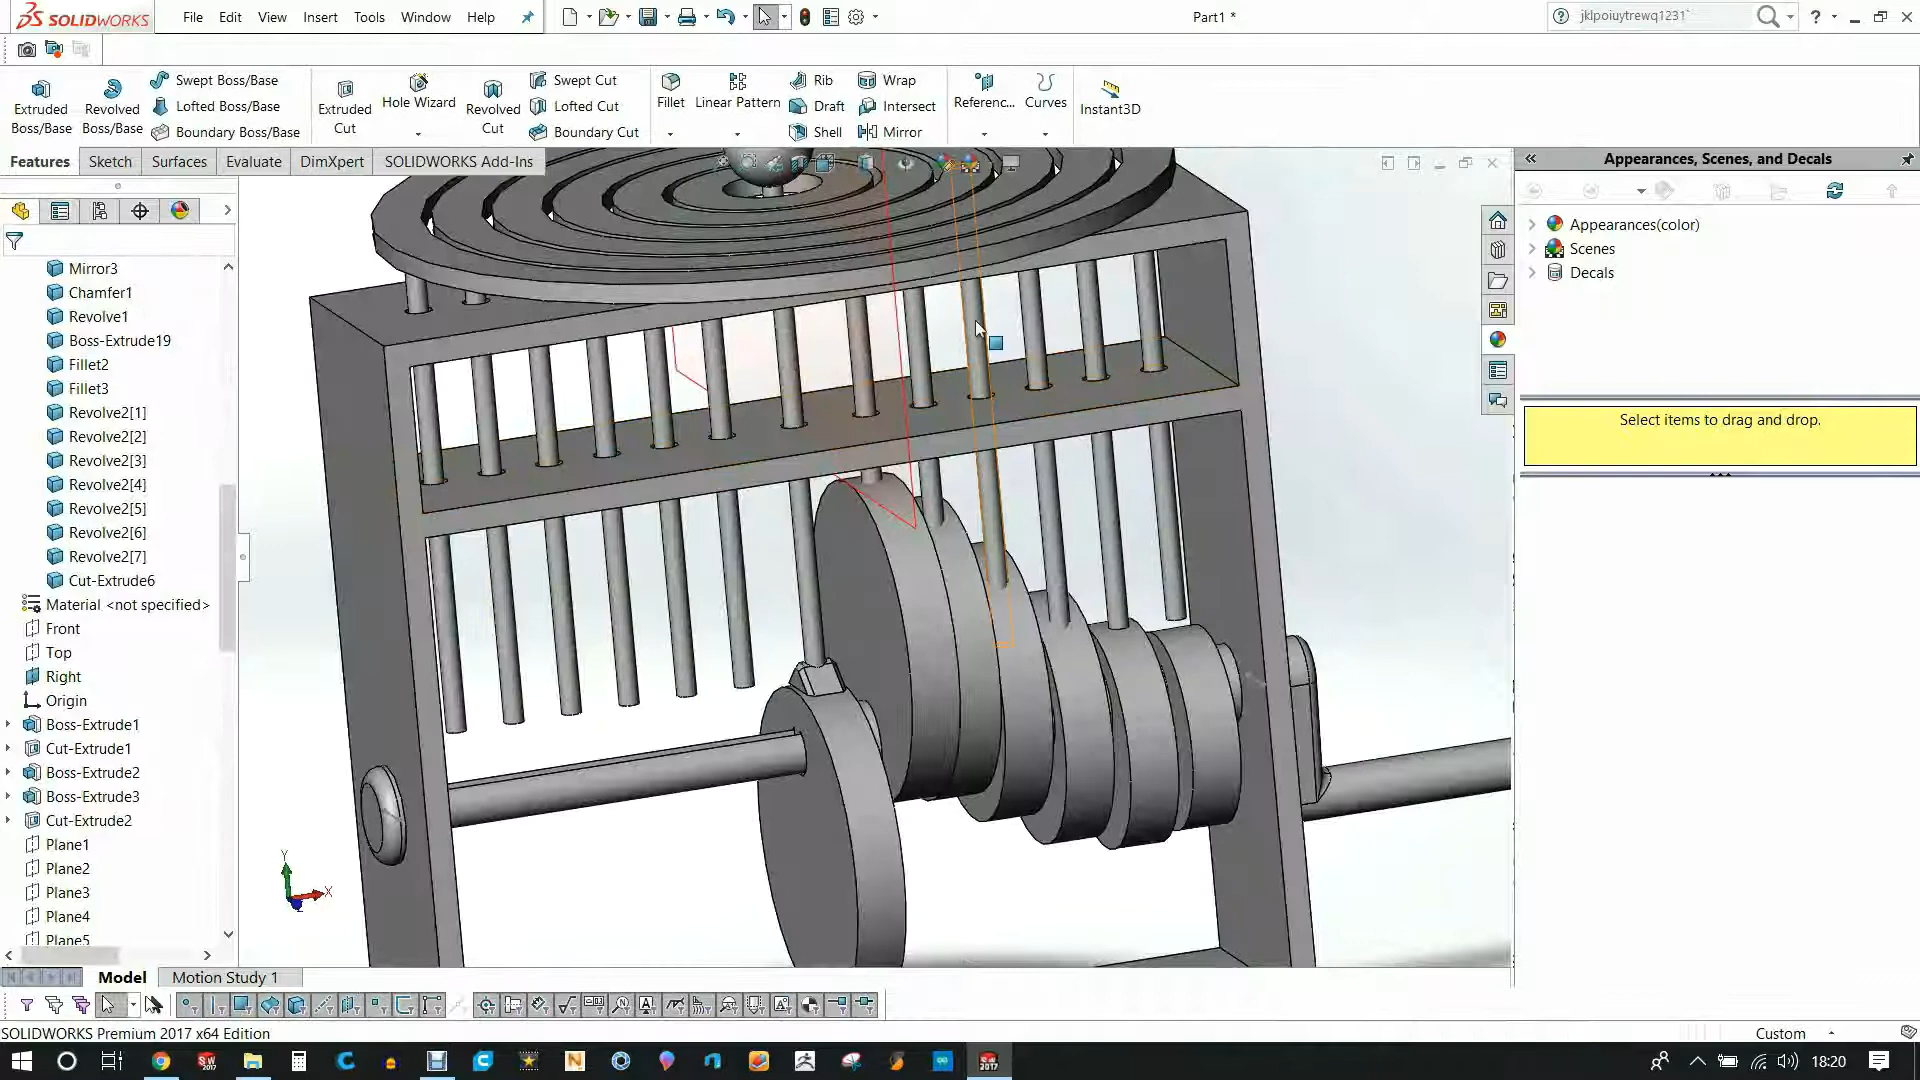 SOLIDWORKS
File Edit View Insert Tools Window Help
Part1 *
jklpoiuytrewq1231`
Extruded Boss/Base
Revolved Boss/Base
Swept Boss/Base
Lofted Boss/Base
Boundary Boss/Base
Extruded Cut
Hole Wizard
Revolved Cut
Swept Cut
Lofted Cut
Boundary Cut
Fillet
Linear Pattern
Rib
Draft
Shell
Wrap
Intersect
Mirror
Referenc...
Curves
Instant3D
Features Sketch Surfaces Evaluate DimXpert SOLIDWORKS Add-Ins
Mirror3
Chamfer1
Revolve1
Boss-Extrude19
Fillet2
Fillet3
Revolve2[1]
Revolve2[2]
Revolve2[3]
Revolve2[4]
Revolve2[5]
Revolve2[6]
Revolve2[7]
Cut-Extrude6
Material <not specified>
Front
Top
Right
Origin
Boss-Extrude1
Cut-Extrude1
Boss-Extrude2
Boss-Extrude3
Cut-Extrude2
Plane1
Plane2
Plane3
Plane4
Plane5
Y
X
Appearances, Scenes, and Decals
Appearances(color)
Scenes
Decals
Select items to drag and drop.
Model Motion Study 1
SOLIDWORKS Premium 2017 x64 Edition
Custom
18:20